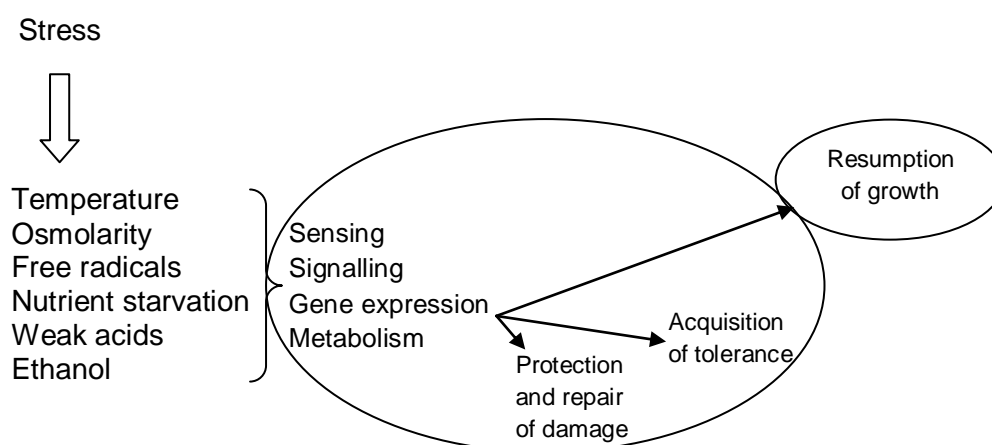 Stress
Temperature
Osmolarity
Free radicals
Nutrient starvation
Weak acids
Ethanol
Sensing
Signalling
Gene expression
Metabolism
Protection
and repair
of damage
Acquisition
of tolerance
Resumption
of growth